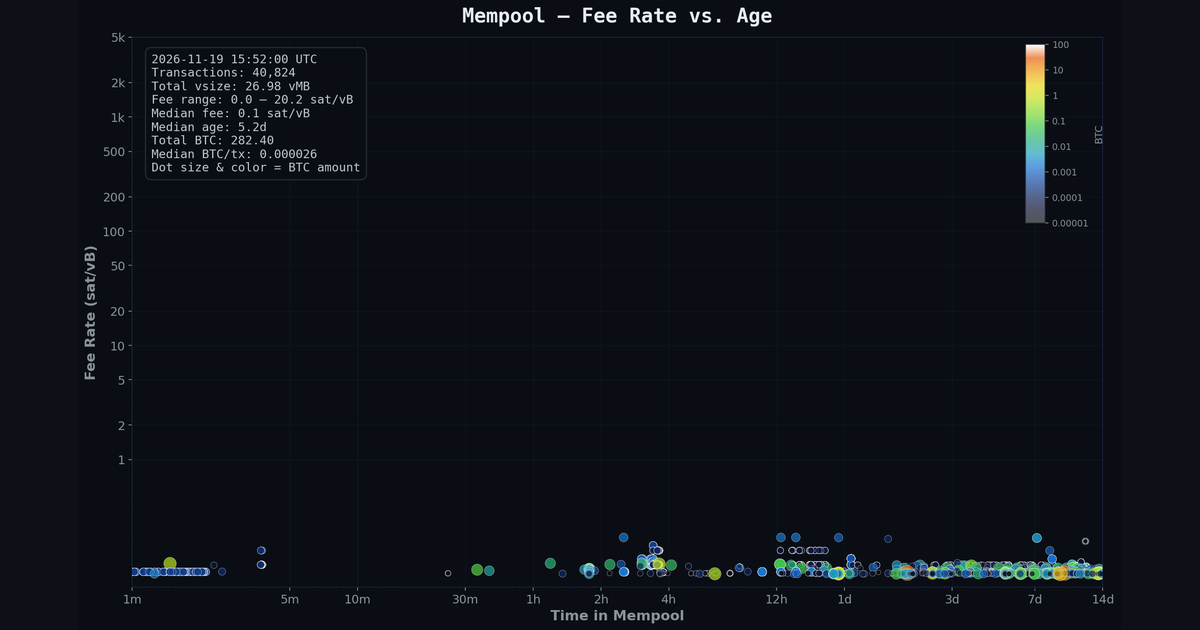 Mempool — Fee Rate vs. Age
2026-11-19 15:52:00 UTC
Transactions: 40,824
Total vsize: 26.98 vMB
Fee range: 0.0 – 20.2 sat/vB
Median fee: 0.1 sat/vB
Median age: 5.2d
Total BTC: 282.40
Median BTC/tx: 0.000026
Dot size & color = BTC amount
5k
2k
1k
500
200
100
50
20
10
5
2
1
Fee Rate (sat/vB)
100
10
1
0.1
0.01
0.001
0.0001
0.00001
BTC
1m 5m 10m 30m 1h 2h 4h 12h 1d 3d 7d 14d
Time in Mempool